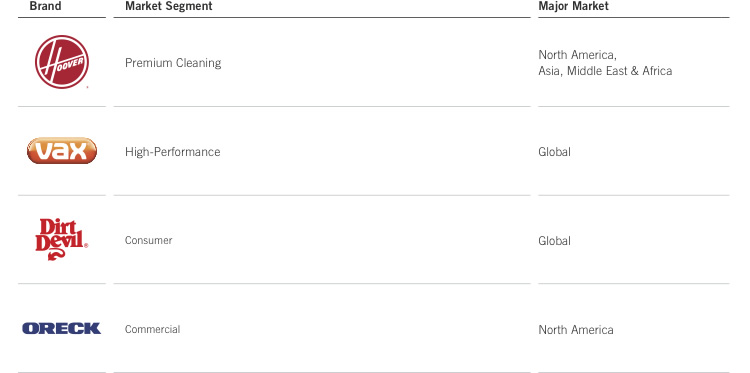 Brand Market Segment Major Market
HOOVER Premium Cleaning North America,
Asia, Middle East & Africa
vax High-Performance Global
Dirt
Devil® Consumer Global
ORECK Commercial North America